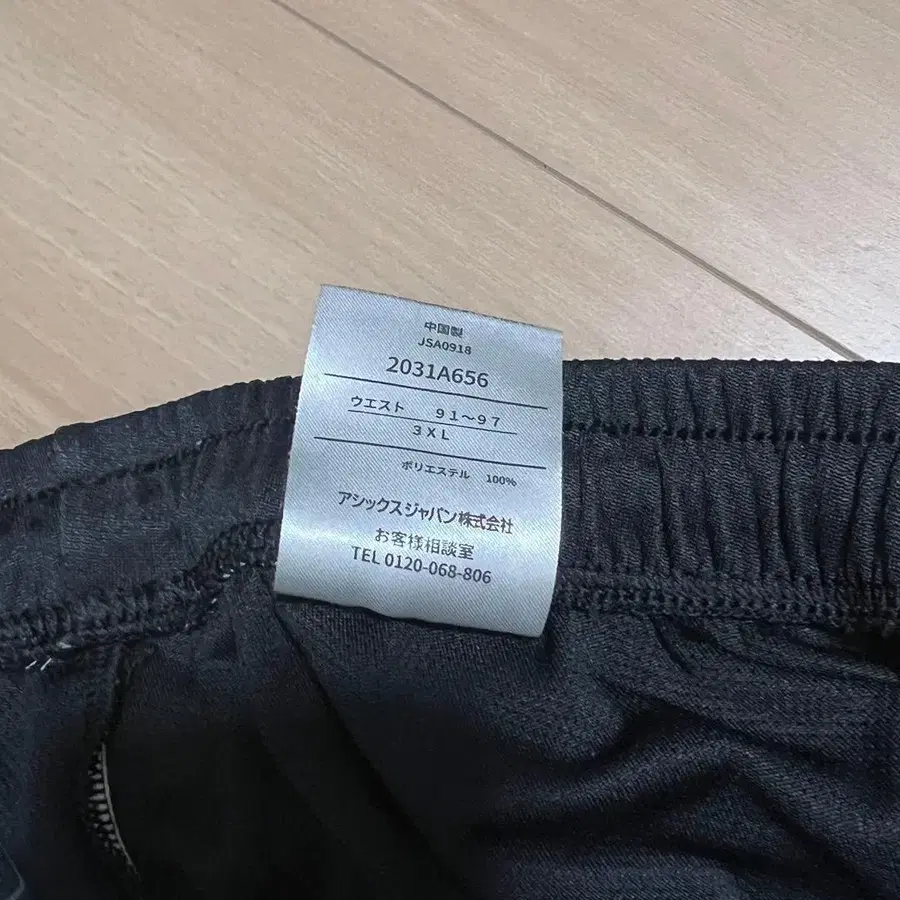 中国製
JSA0918
2031A656
ウエスト 91〜97
3XL
ポリエステル 100%
アシックスジャパン株式会社
お客様相談室
TEL 0120-068-806